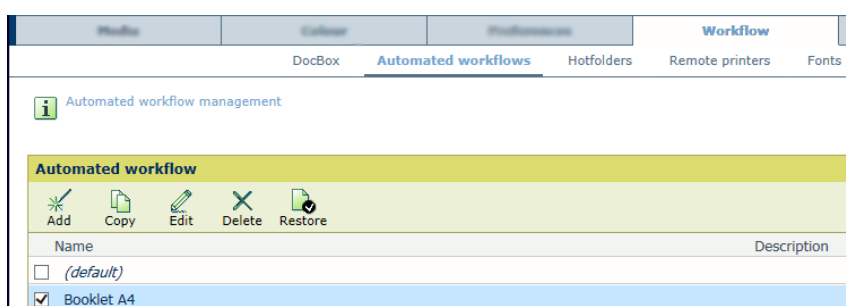 Workflow
DocBox Automated workflows Hotfolders Remote printers Fonts
Automated workflow management
Automated workflow
Add Copy Edit Delete Restore
Name Description
(default)
Booklet A4